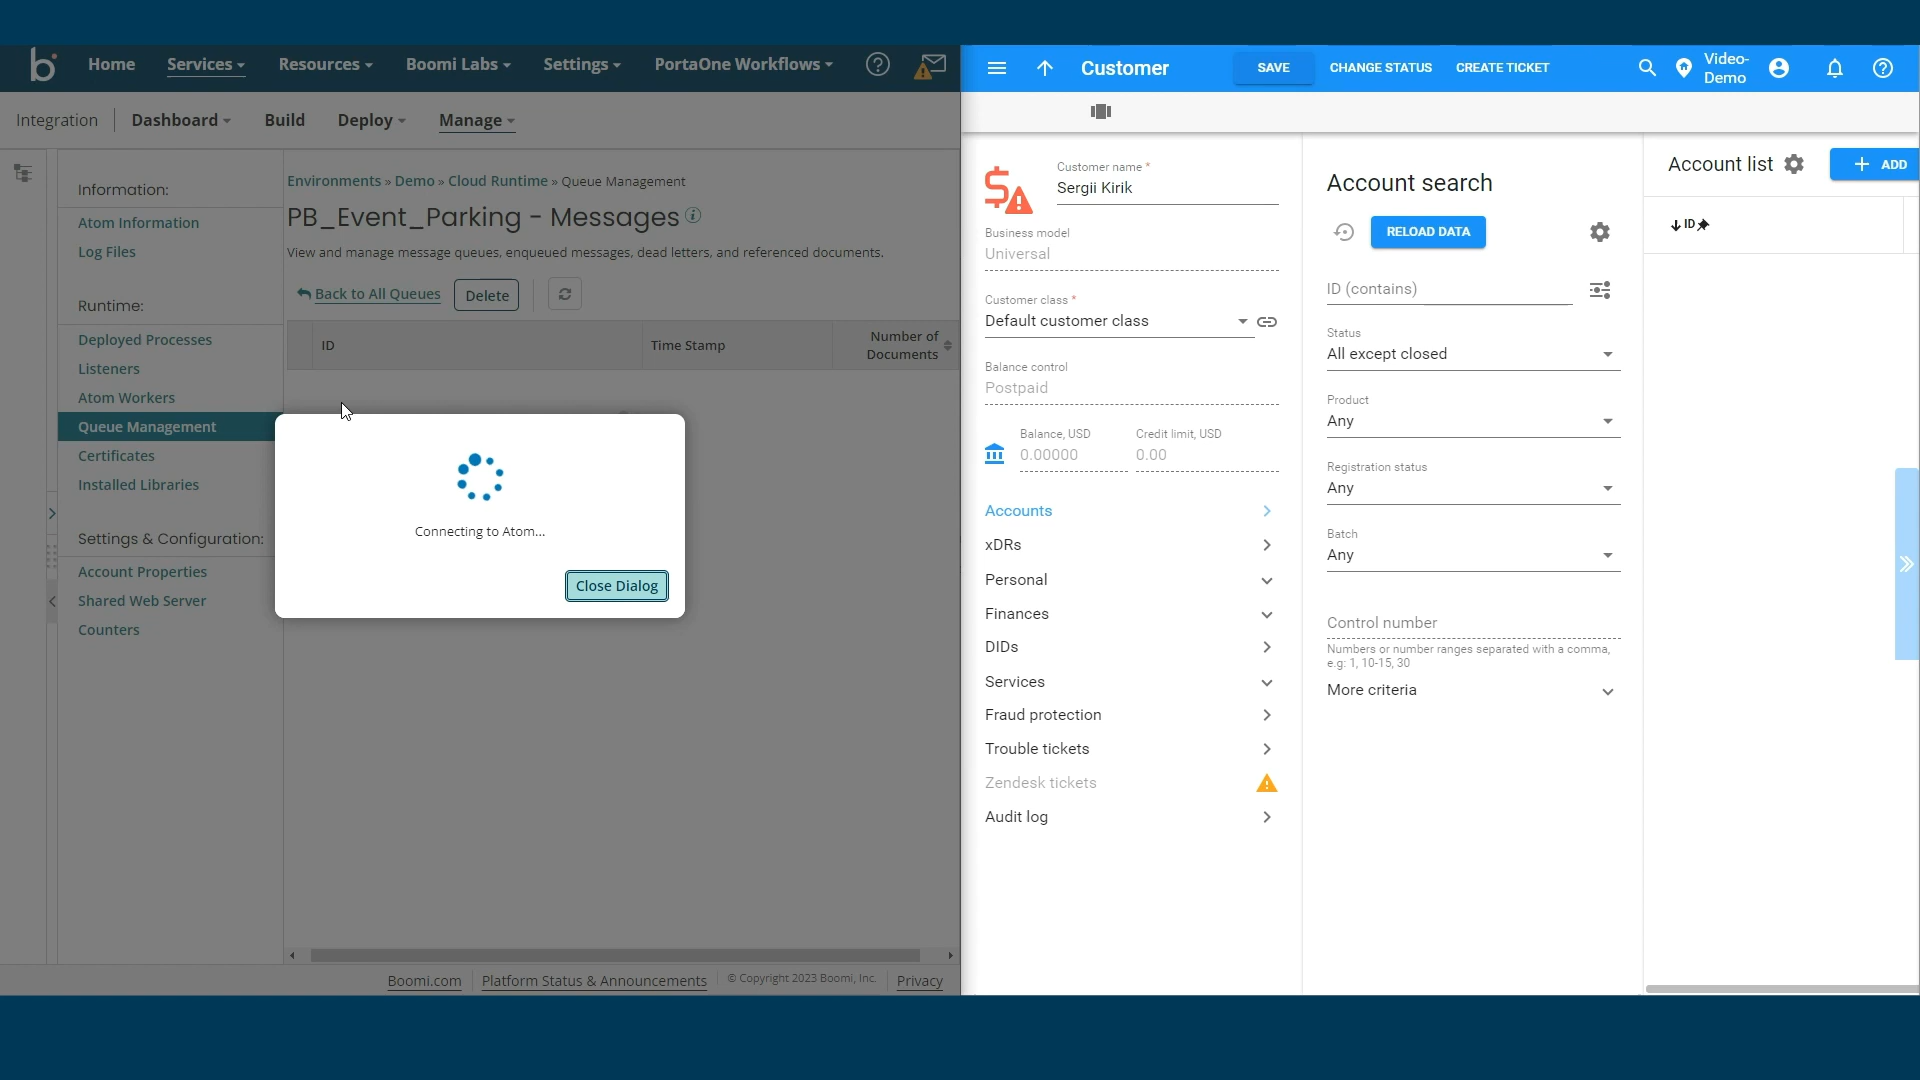 b
Home
Services
Resources
Boomi Labs
Settings
PortaOne Workflows
Integration
Dashboard
Build
Deploy
Manage
Information:
Atom Information
Log Files
Runtime:
Deployed Processes
Listeners
Atom Workers
Queue Management
Certificates
Installed Libraries
Settings & Configuration:
Account Properties
Shared Web Server
Counters
Environments » Demo » Cloud Runtime » Queue Management
PB_Event_Parking - Messages
View and manage message queues, enqueued messages, dead letters, and referenced documents.
Back to All Queues
Delete
ID
Time Stamp
Number of
Documents
Connecting to Atom...
Close Dialog
Boomi.com
Platform Status & Announcements
© Copyright 2023 Boomi, Inc.
Privacy
Customer
SAVE
CHANGE STATUS
CREATE TICKET
Video-
Demo
Customer name *
Sergii Kirik
Business model
Universal
Customer class *
Default customer class
Balance control
Postpaid
Balance, USD
0.00000
Credit limit, USD
0.00
Accounts
xDRs
Personal
Finances
DIDs
Services
Fraud protection
Trouble tickets
Zendesk tickets
Audit log
Account search
RELOAD DATA
ID (contains)
Status
All except closed
Product
Any
Registration status
Any
Batch
Any
Control number
Numbers or number ranges separated with a comma,
e.g: 1, 10-15, 30
More criteria
Account list
ADD
ID